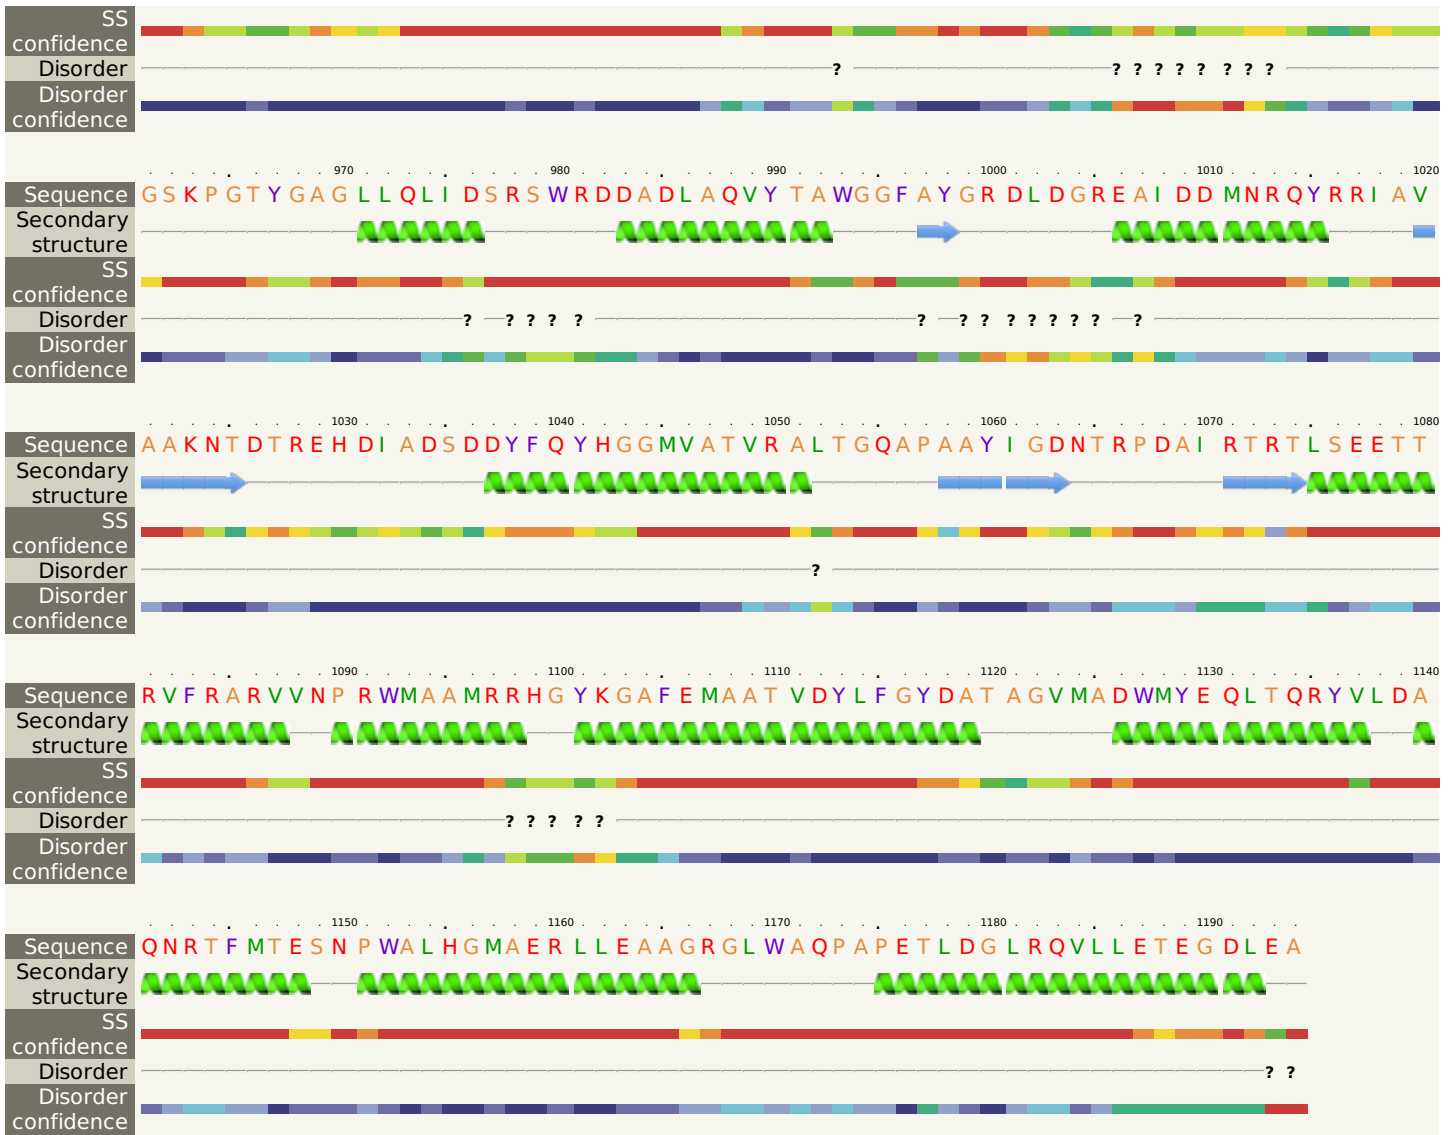 SS
confidence
Disorder ? ? ? ? ? ? ? ? ?
Disorder
confidence
970 980 990 1000 1010 1020
Sequence GSKPGTYGAGLLQLIDSRSWRDDADLAQVYTAWGGFAYGRDLDGREAIDDMNRQYRRIAV
Secondary
structure
SS
confidence
Disorder ? ? ? ? ? ? ? ? ? ? ? ? ? ?
Disorder
confidence
1030 1040 1050 1060 1070 1080
Sequence AAKNTDTREHDIADSDDYFQYHGGMVATVRALTGQAPAAYIGDNTRPDAIRTRTLSEETT
Secondary
structure
SS
confidence
Disorder ?
Disorder
confidence
1090 1100 1110 1120 1130 1140
Sequence RVFRARVVNPRWMAAMRRHGYKGAFEMAATVDYLFGYDATAGVMADWMYEQLTQRYVLDA
Secondary
structure
SS
confidence
Disorder ? ? ? ? ?
Disorder
confidence
1150 1160 1170 1180 1190
Sequence QNRTFMTESNPWALHGMAERLLEAAGRGLWAQPAPETLDGLRQVLLETEGDLEA
Secondary
structure
SS
confidence
Disorder ? ?
Disorder
confidence